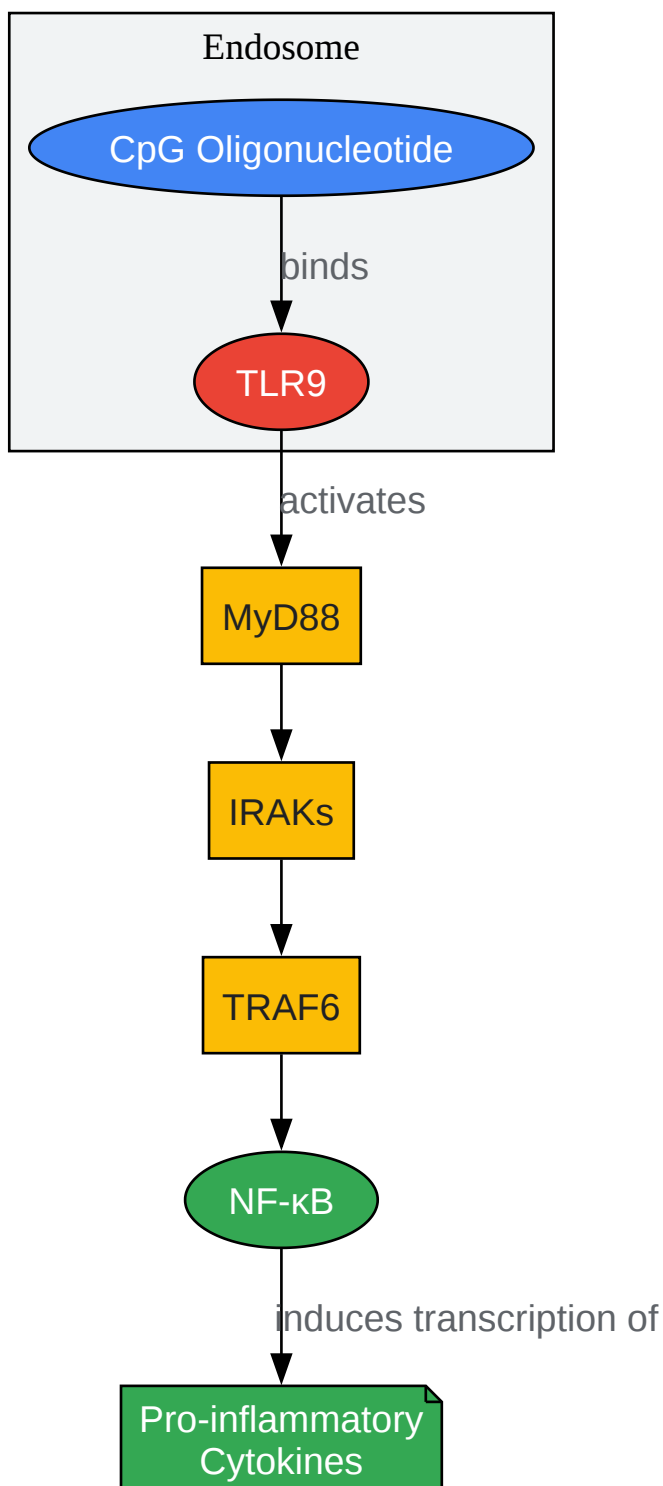 Endosome
CpG Oligonucleotide
binds
TLR9
activates
MyD88
IRAKs
TRAF6
NF-κB
induces transcription of
Pro-inflammatory
Cytokines